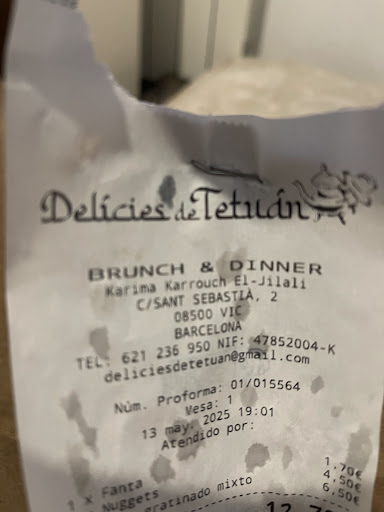 Delícies de Tetuán
BRUNCH & DINNER
Karima Karrouch El-Jilali
C/SANT SEBASTIÀ, 2
08500 VIC
BARCELONA
TEL: 621 236 950 NIF: 47852004-K
deliciesdetetuan@gmail.com
Núm. Proforma: 01/015564
Mesa: 1
13 may. 2025 19:01
Atendido por:
1 x Fanta 1,70€
Nuggets 4,50€
gratinado mixto 6,50€